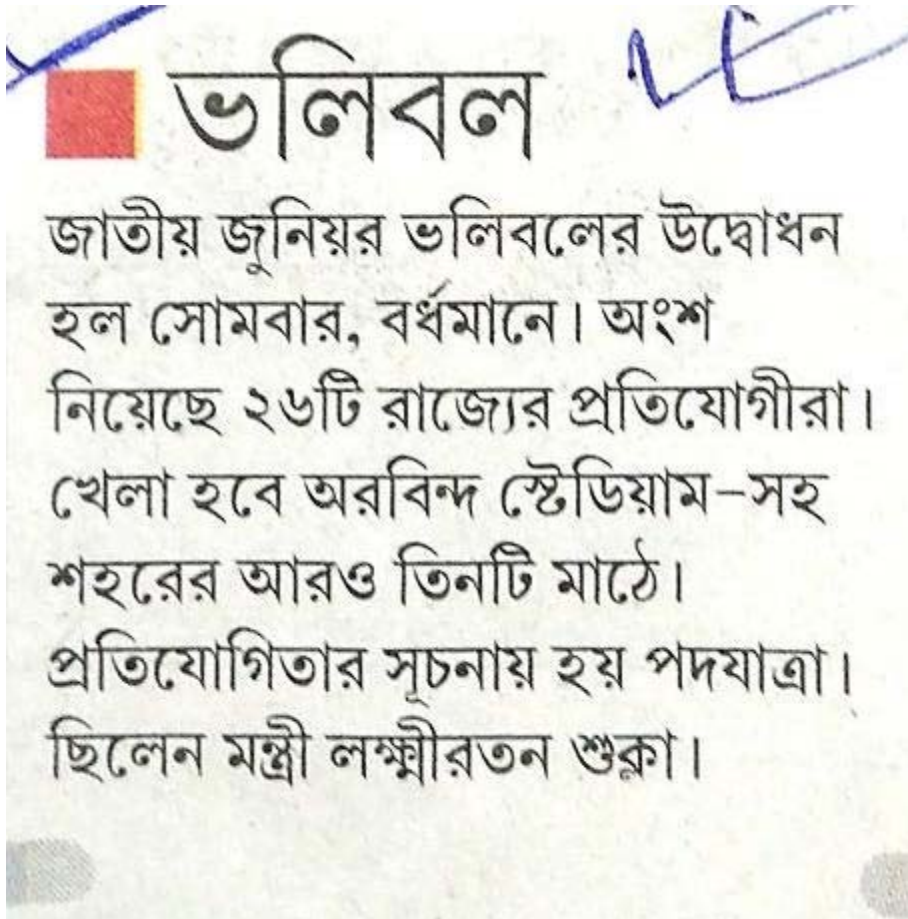 ভলিবল
জাতীয় জুনিয়র ভলিবলের উদ্বোধন
হল সোমবার, বর্ধমানে। অংশ
নিয়েছে ২৬টি রাজ্যের প্রতিযোগীরা।
খেলা হবে অরবিন্দ স্টেডিয়াম-সহ
শহরের আরও তিনটি মাঠে।
প্রতিযোগিতার সূচনায় হয় পদযাত্রা।
ছিলেন মন্ত্রী লক্ষ্মীরতন শুক্লা।